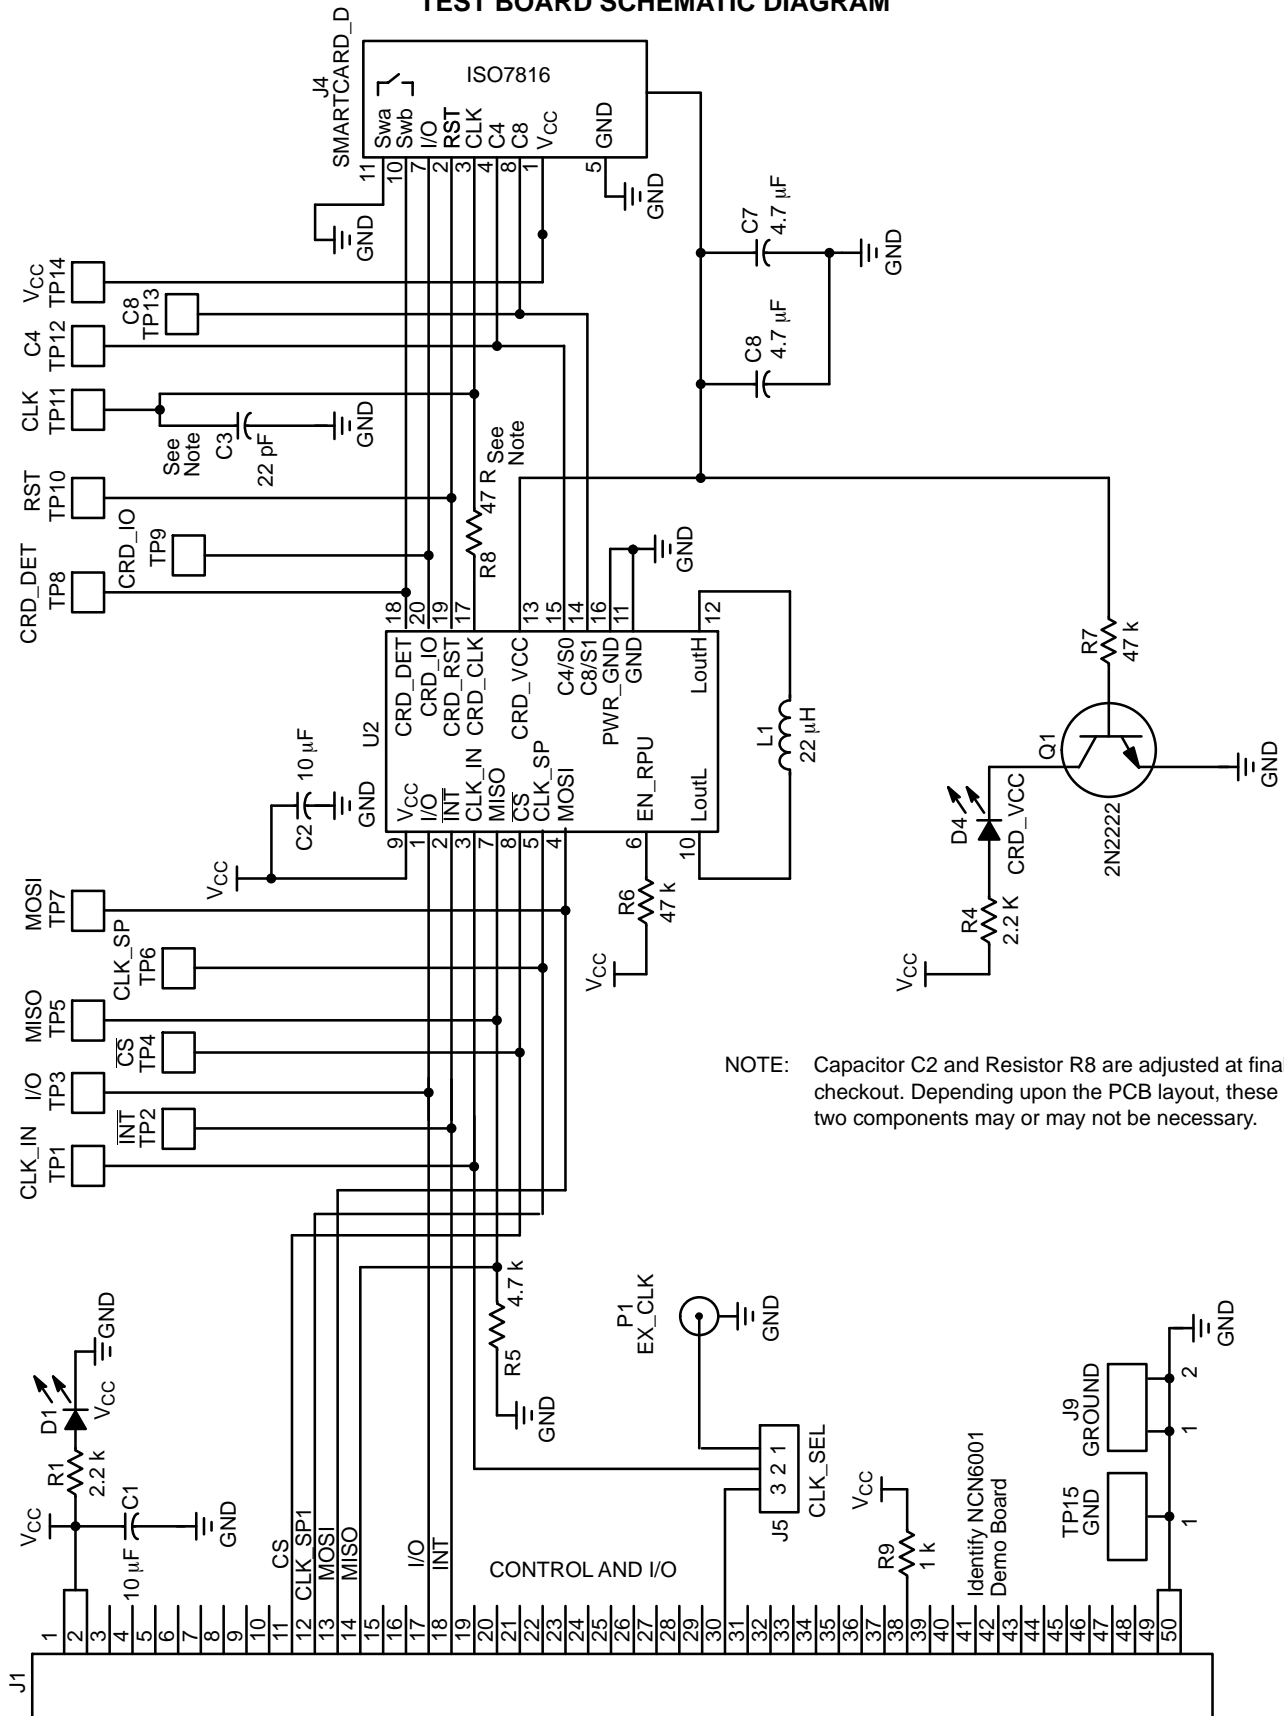 TEST BOARD SCHEMATIC DIAGRAM
J4
SMARTCARD_D
ISO7816
Swa
Swb
I/O
RST
CLK
C4
C8
VCC
GND
11
10
7
2
3
4
8
1
5
GND
GND
VCC
TP14
C8
TP13
C4
TP12
CLK
TP11
RST
TP10
CRD_IO
TP9
CRD_DET
TP8
See
Note
C3
22 pF
GND
R8
47 R
See
Note
C7
4.7 µF
C8
4.7 µF
GND
18
20
19
17
13
15
14
16
11
12
U2
CRD_DET
CRD_IO
CRD_RST
CRD_CLK
CRD_VCC
C4/S0
C8/S1
PWR_GND
GND
LoutH
VCC
I/O
INT
CLK_IN
MISO
CS
CLK_SP
MOSI
EN_RPU
LoutL
9
1
2
3
7
8
5
4
6
10
GND
L1
22 µH
C2
10 µF
GND
VCC
R6
47 k
VCC
R7
47 k
Q1
2N2222
GND
D4
CRD_VCC
R4
2.2 K
VCC
MOSI
TP7
CLK_SP
TP6
MISO
TP5
CS
TP4
I/O
TP3
INT
TP2
CLK_IN
TP1
NOTE: Capacitor C2 and Resistor R8 are adjusted at final
checkout. Depending upon the PCB layout, these
two components may or may not be necessary.
R5
4.7 k
GND
P1
EX_CLK
GND
3 2 1
J5
CLK_SEL
D1
VCC
GND
R1
2.2 k
VCC
C1
10 µF
GND
CS
CLK_SP1
MOSI
MISO
I/O
INT
CONTROL AND I/O
VCC
R9
1 k
Identify NCN6001
Demo Board
TP15
GND
1
J9
GROUND
1
2
GND
J1
1
2
3
4
5
6
7
8
9
10
11
12
13
14
15
16
17
18
19
20
21
22
23
24
25
26
27
28
29
30
31
32
33
34
35
36
37
38
39
40
41
42
43
44
45
46
47
48
49
50